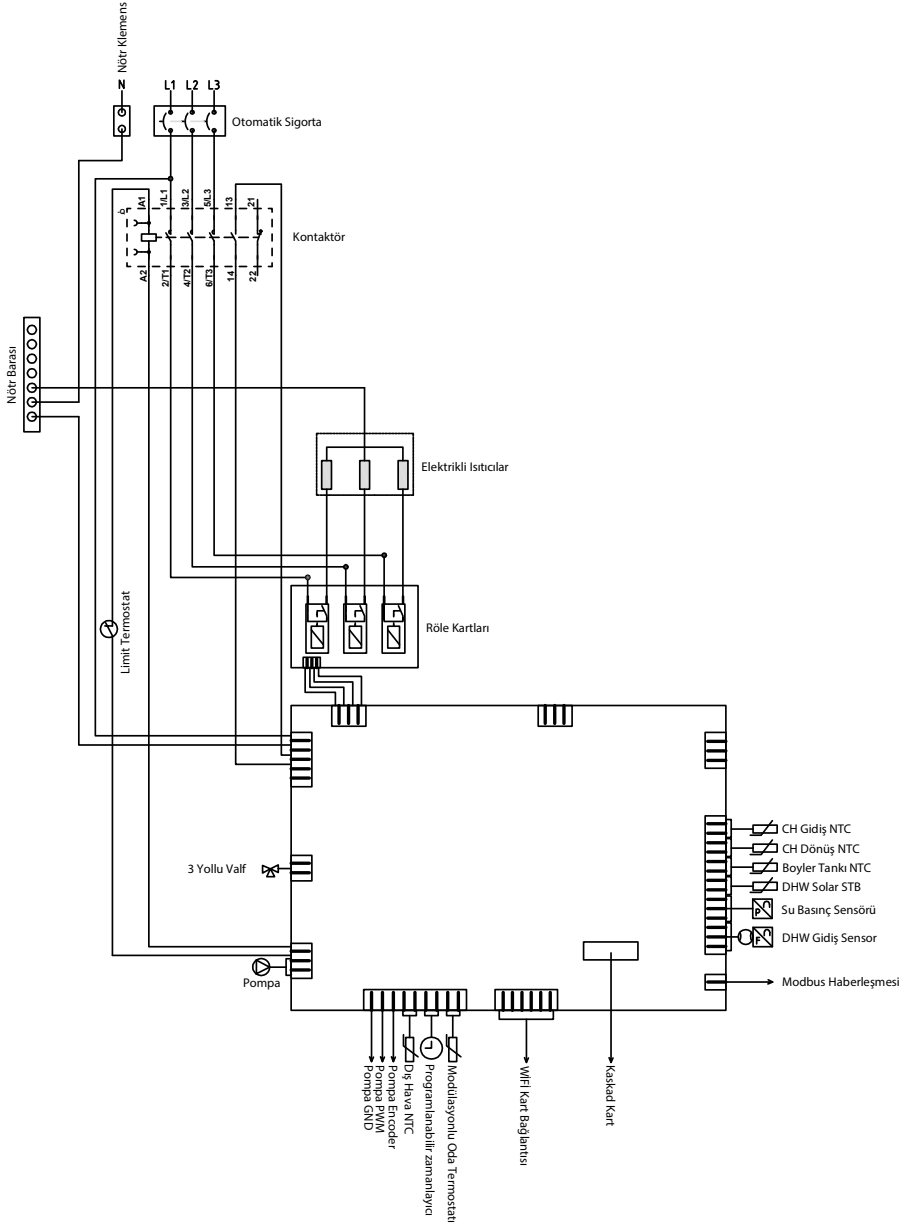 Nötr Klemens
N
L1 L2 L3
Otomatik Sigorta
A1
1/L1
3/L2
5/L3
13
21
b
Kontaktör
A2
2/T1
4/T2
6/T3
14
22
Nötr Barası
Elektrikli Isıtıcılar
Limit Termostat
Röle Kartları
3 Yollu Valf
Pompa
CH Gidiş NTC
CH Dönüş NTC
Boyler Tankı NTC
DHW Solar STB
P
Su Basınç Sensörü
F
DHW Gidiş Sensor
Modbus Haberleşmesi
Pompa GND
Pompa PWM
Pompa Encoder
Dış Hava NTC
Programlanabilir zamanlayıcı
Modülasyonlu Oda Termostatı
WİFİ Kart Bağlantısı
Kaskad Kart